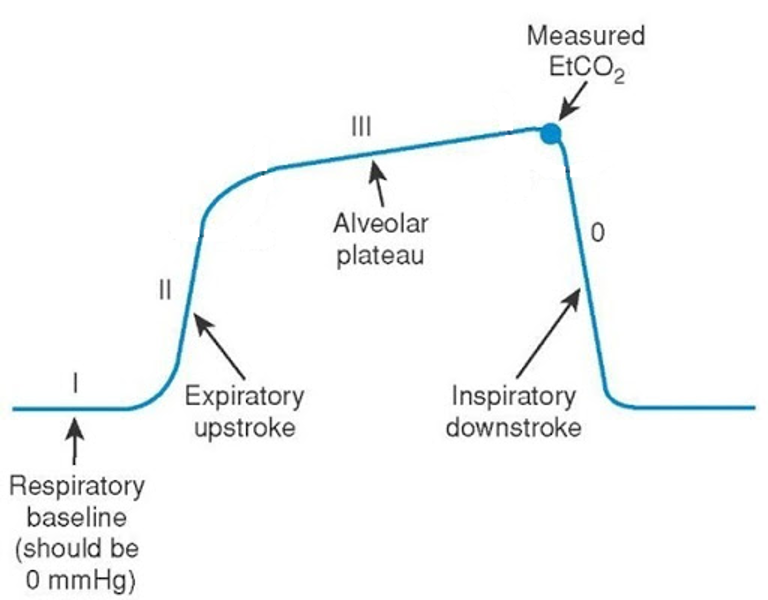 Measured
EtCO₂
III
Alveolar
plateau
0
II
I
Expiratory
upstroke
Inspiratory
downstroke
Respiratory
baseline
(should be
0 mmHg)